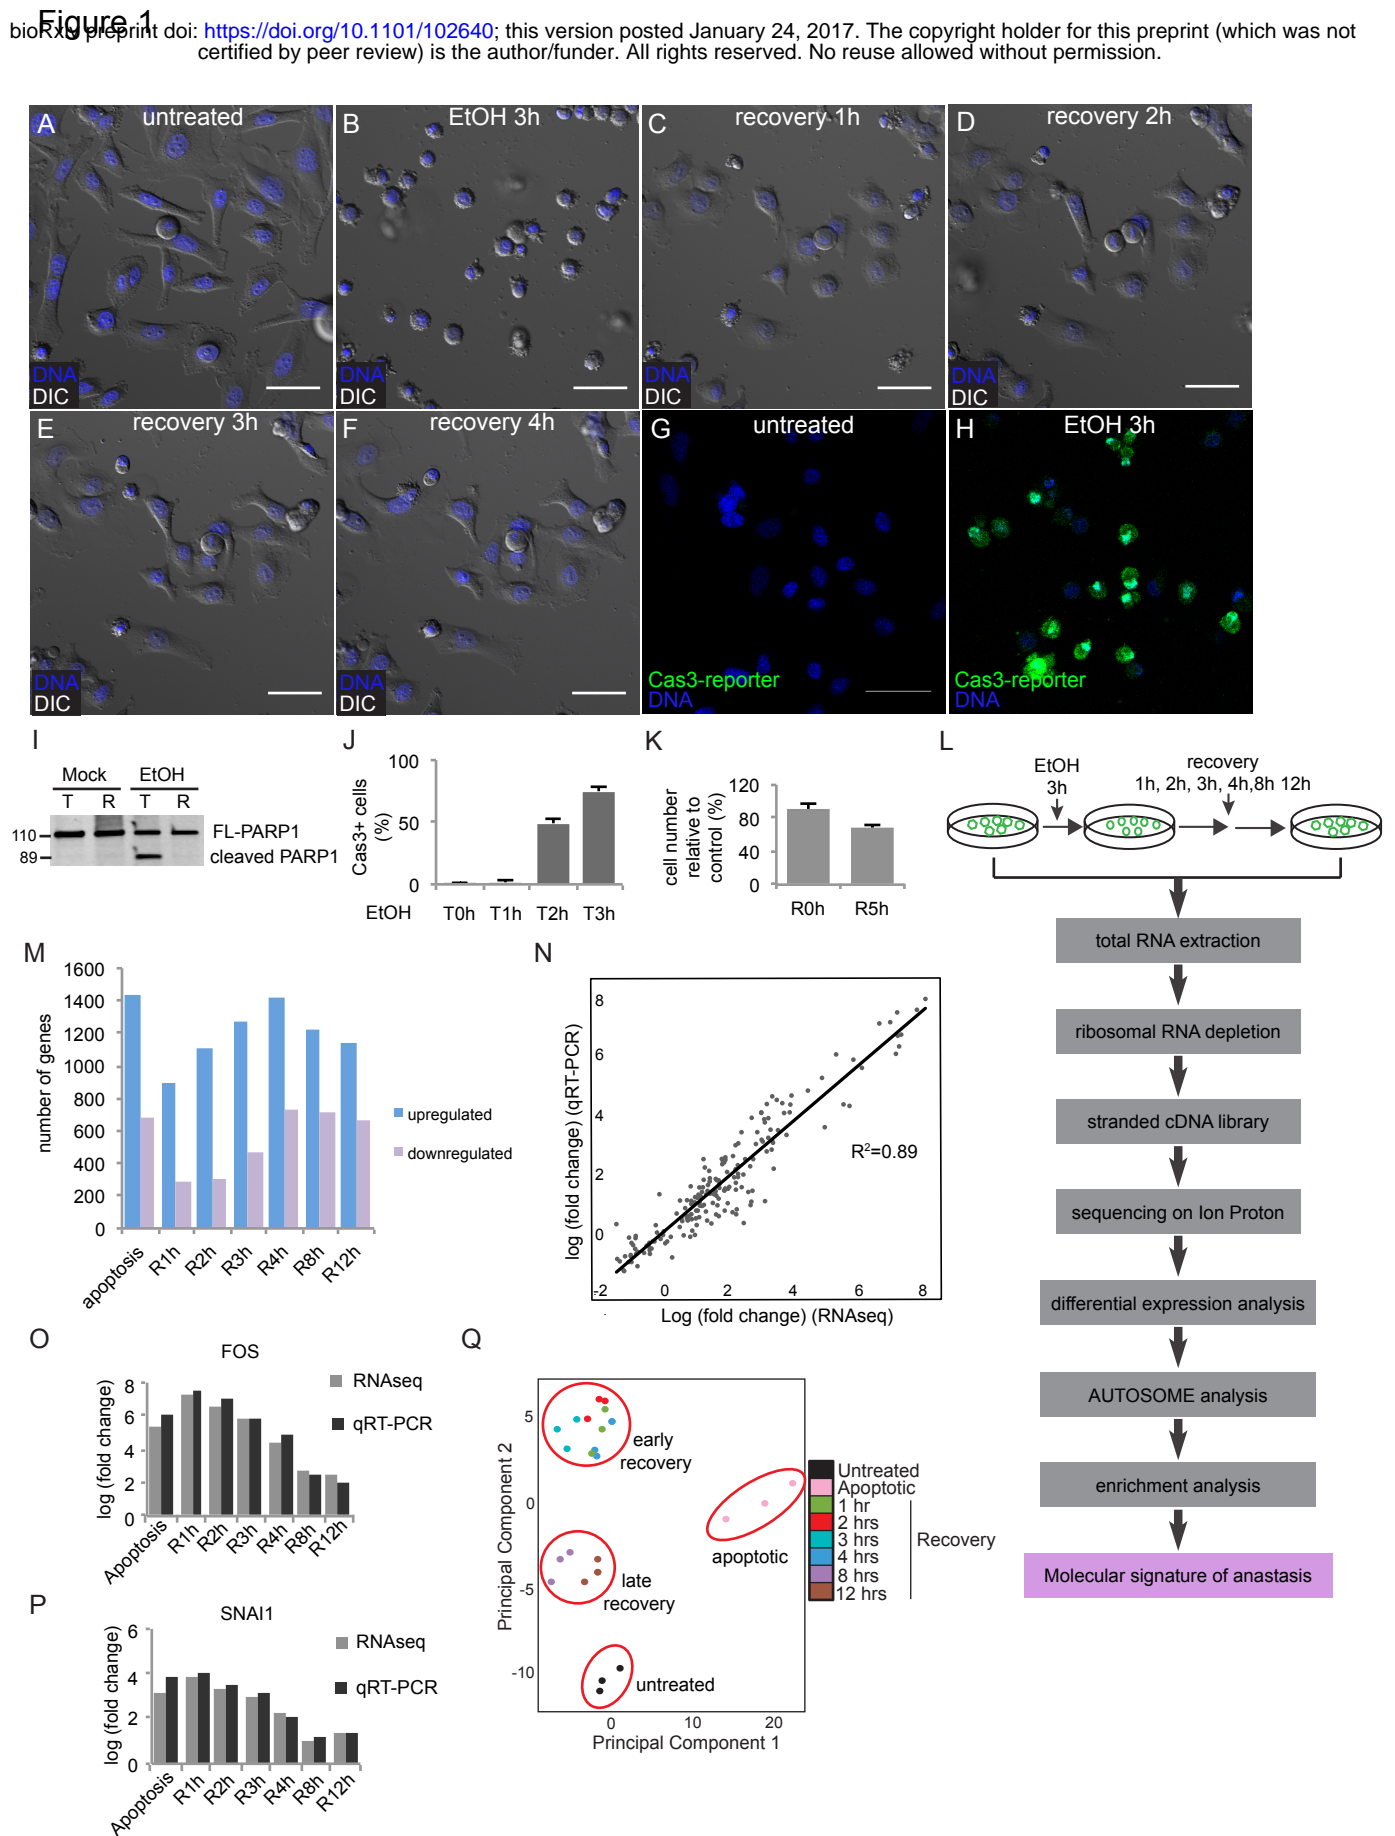 Figure 1
bioRxiv preprint doi: https://doi.org/10.1101/102640; this version posted January 24, 2017. The copyright holder for this preprint (which was not
certified by peer review) is the author/funder. All rights reserved. No reuse allowed without permission.
A untreated
DNA
DIC
B EtOH 3h
DNA
DIC
C recovery 1h
DNA
DIC
D recovery 2h
DNA
DIC
E recovery 3h
DNA
DIC
F recovery 4h
DNA
DIC
G untreated
Cas3-reporter
DNA
H EtOH 3h
Cas3-reporter
DNA
I
Mock EtOH
T R T R
110 FL-PARP1
89 cleaved PARP1
J
Cas3+ cells
(%)
100
50
0
EtOH T0h T1h T2h T3h
K
cell number
relative to
control (%)
120
80
40
0
R0h R5h
L
EtOH
3h
recovery
1h, 2h, 3h, 4h,8h 12h
total RNA extraction
ribosomal RNA depletion
stranded cDNA library
sequencing on Ion Proton
differential expression analysis
AUTOSOME analysis
enrichment analysis
Molecular signature of anastasis
M
number of genes
1600
1400
1200
1000
800
600
400
200
0
apoptosis R1h R2h R3h R4h R8h R12h
upregulated
downregulated
N
log (fold change) (qRT-PCR)
8
6
4
2
0
-2 0 2 4 6 8
R²=0.89
Log (fold change) (RNAseq)
O
FOS
log (fold change)
8
6
4
2
0
Apoptosis R1h R2h R3h R4h R8h R12h
RNAseq
qRT-PCR
P
SNAI1
log (fold change)
6
4
2
0
Apoptosis R1h R2h R3h R4h R8h R12h
RNAseq
qRT-PCR
Q
Principal Component 2
5
0
-5
-10
early
recovery
apoptotic
late
recovery
untreated
0 10 20
Principal Component 1
Untreated
Apoptotic
1 hr
2 hrs
3 hrs
4 hrs
8 hrs
12 hrs
Recovery